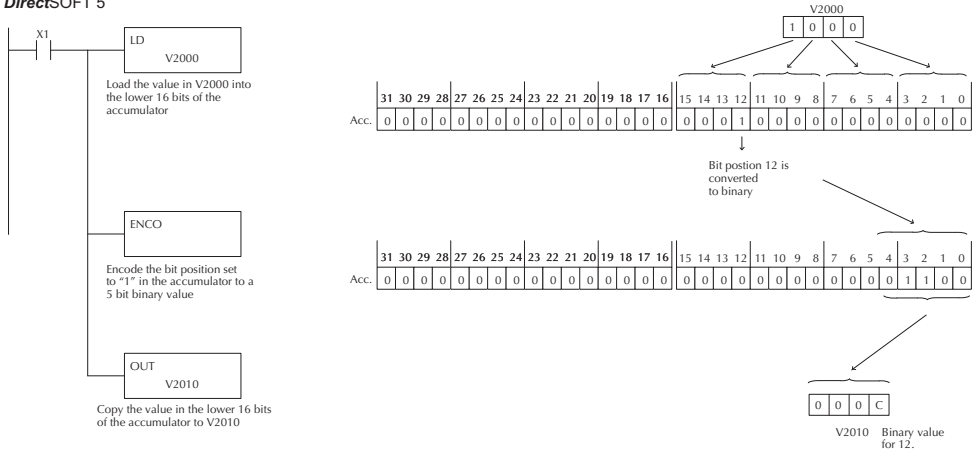 DirectSOFT 5
X1
LD
V2000
Load the value in V2000 into
the lower 16 bits of the
accumulator
ENCO
Encode the bit position set
to “1” in the accumulator to a
5 bit binary value
OUT
V2010
Copy the value in the lower 16 bits
of the accumulator to V2010
V2000
1 0 0 0
31 30 29 28 27 26 25 24 23 22 21 20 19 18 17 16 15 14 13 12 11 10 9 8 7 6 5 4 3 2 1 0
Acc. 0 0 0 0 0 0 0 0 0 0 0 0 0 0 0 0 0 0 0 1 0 0 0 0 0 0 0 0 0 0 0 0
Bit postion 12 is
converted
to binary
31 30 29 28 27 26 25 24 23 22 21 20 19 18 17 16 15 14 13 12 11 10 9 8 7 6 5 4 3 2 1 0
Acc. 0 0 0 0 0 0 0 0 0 0 0 0 0 0 0 0 0 0 0 0 0 0 0 0 0 0 0 0 1 1 0 0
0 0 0 C
V2010 Binary value
for 12.